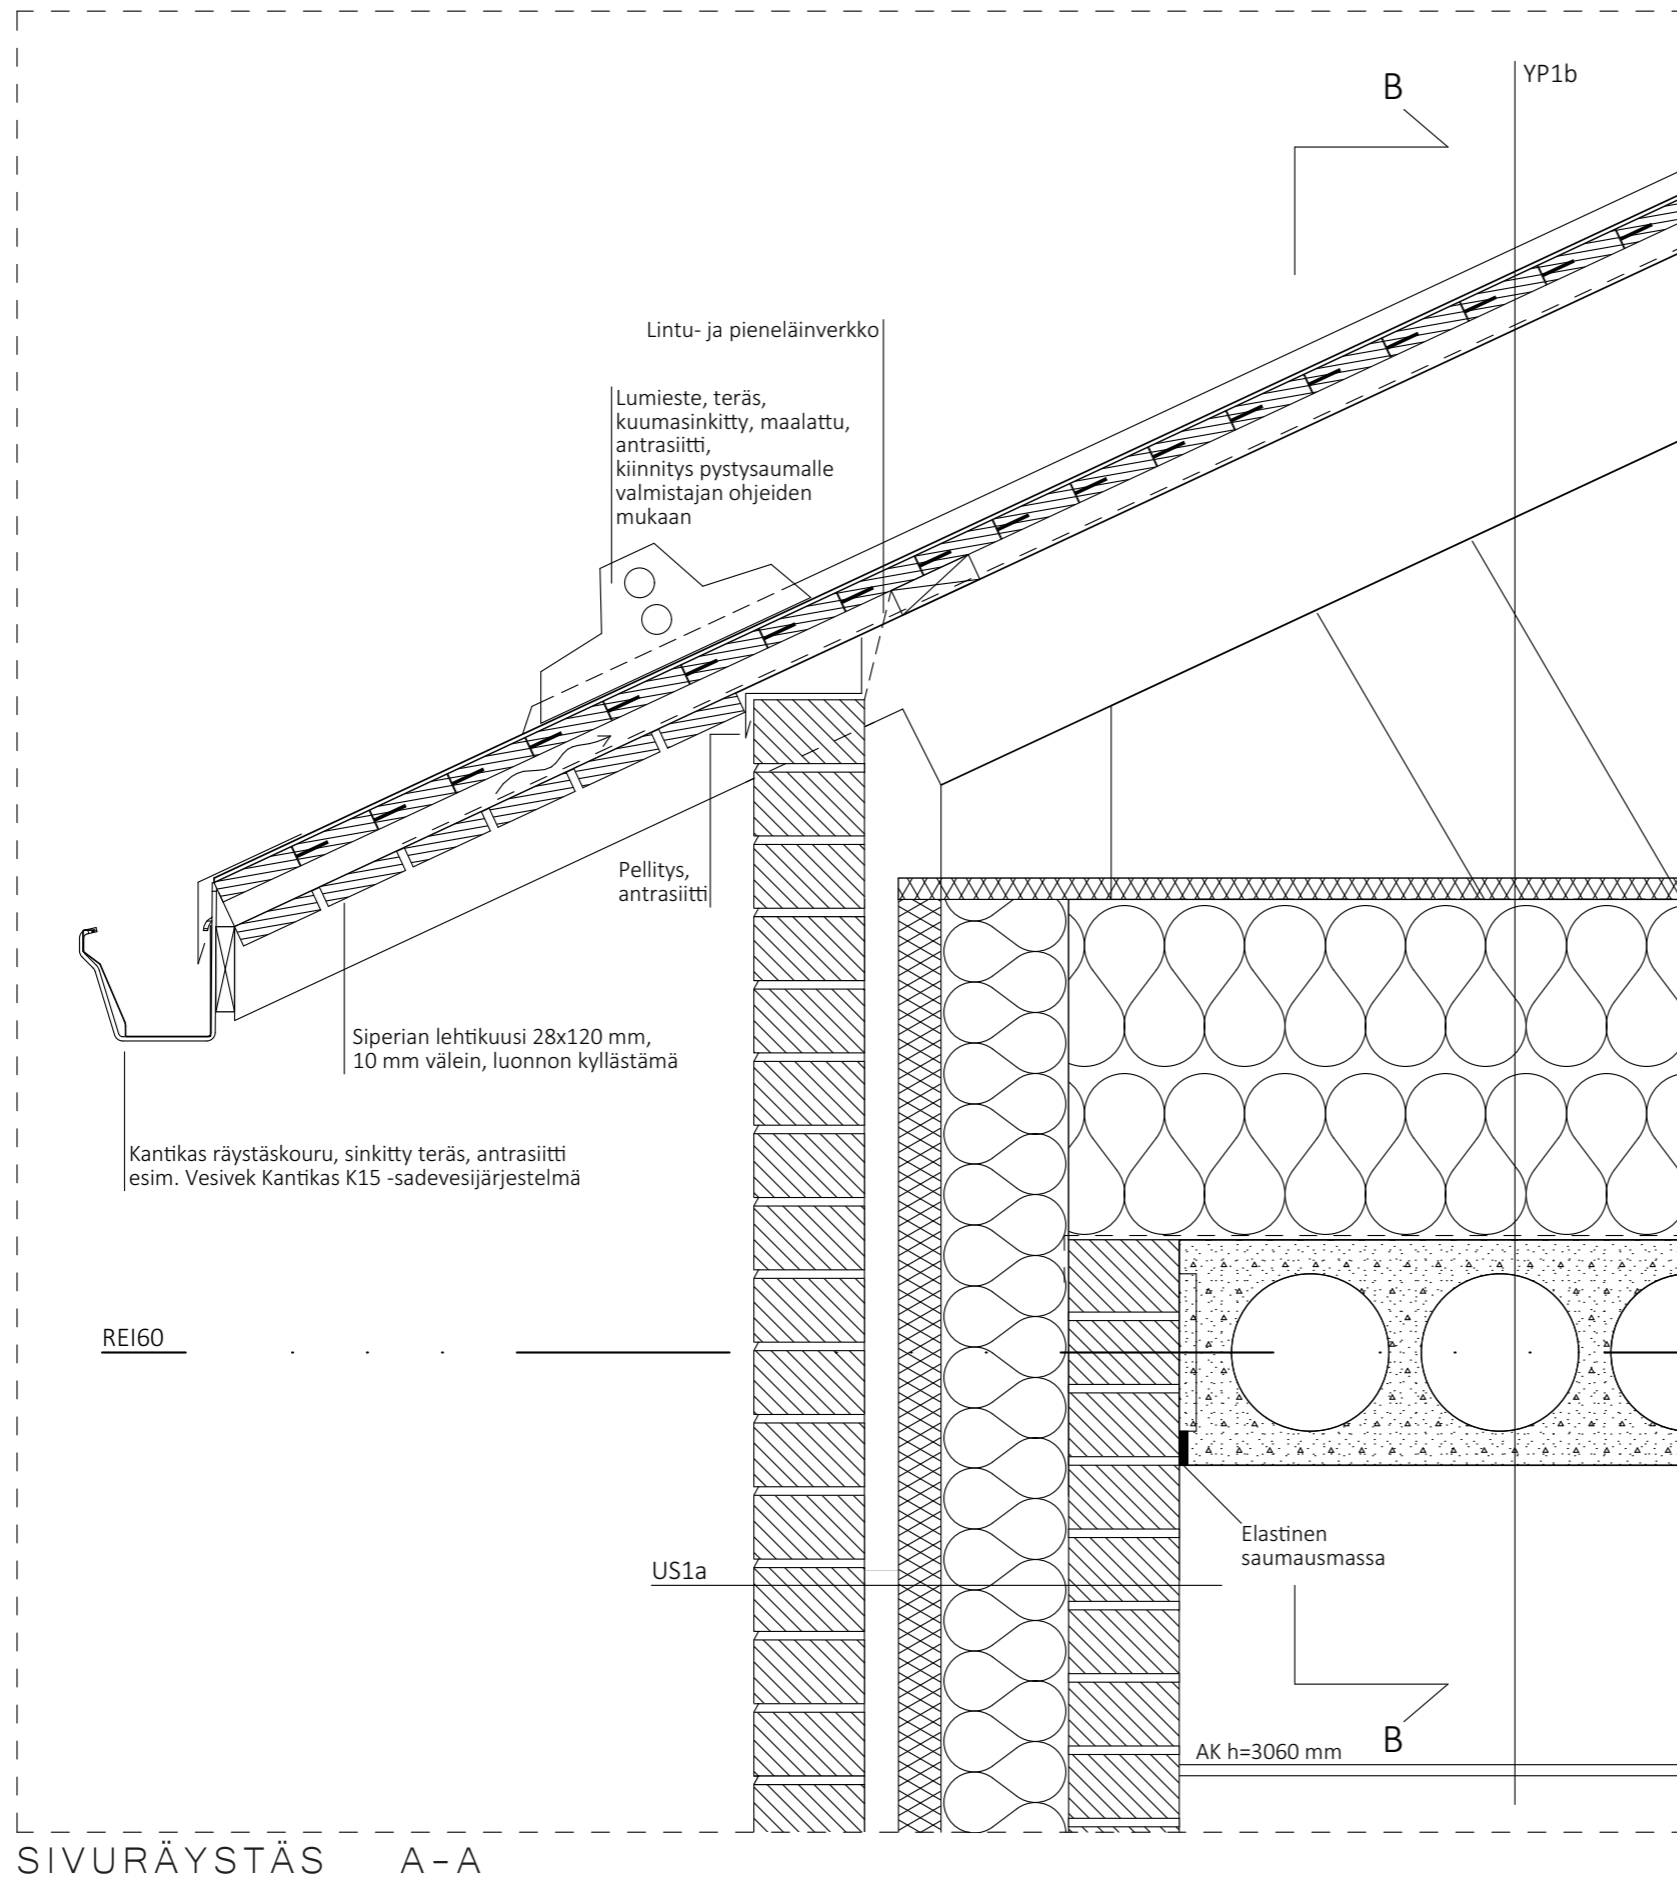 B
YP1b
Lintu- ja pieneläinverkko
Lumieste, teräs,
kuumasinkitty, maalattu,
antrasiitti,
kiinnitys pystysaumalle
valmistajan ohjeiden
mukaan
Pellitys,
antrasiitti
Siperian lehtikuusi 28x120 mm,
10 mm välein, luonnon kyllästämä
Kantikas räystäskouru, sinkitty teräs, antrasiitti
esim. Vesivek Kantikas K15 -sadevesijärjestelmä
REI60
Elastinen
saumausmassa
US1a
B
AK h=3060 mm
SIVURÄYSTÄS A-A